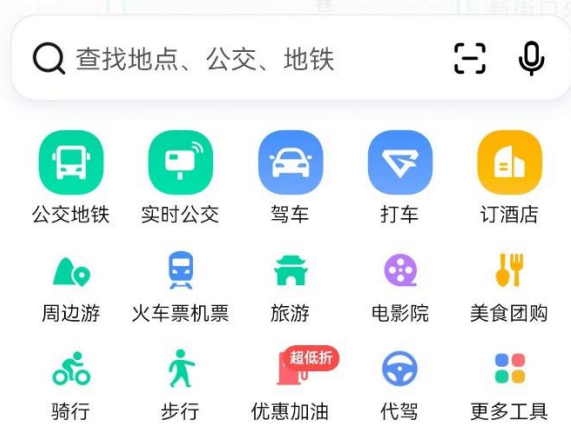 查找地点、公交、地铁
公交地铁 实时公交 驾车 打车 订酒店
周边游 火车票机票 旅游 电影院 美食团购
超低折
骑行 步行 优惠加油 代驾 更多工具